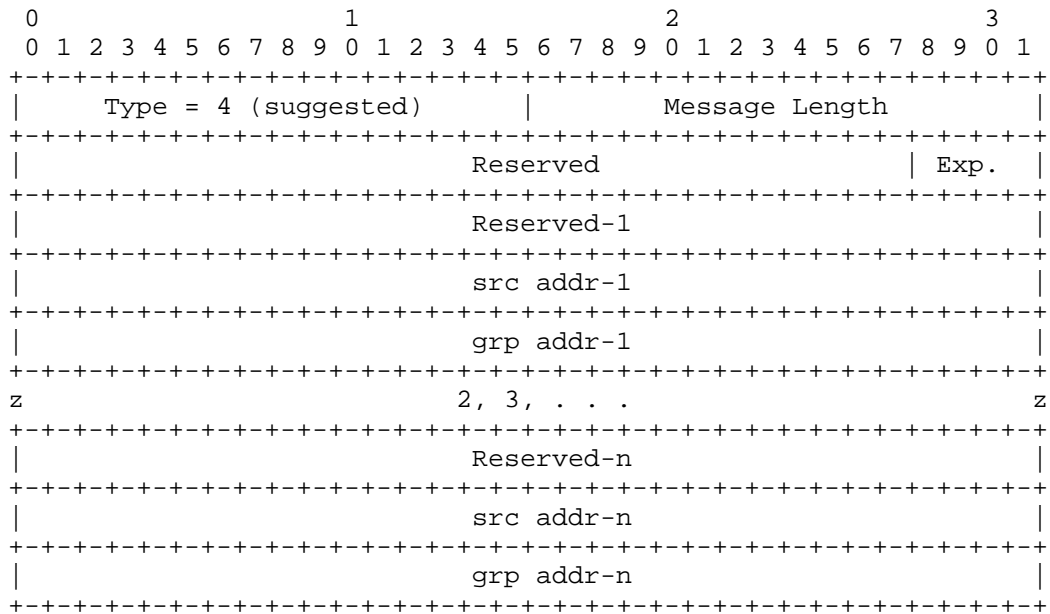 0                   1                   2                   3
 0 1 2 3 4 5 6 7 8 9 0 1 2 3 4 5 6 7 8 9 0 1 2 3 4 5 6 7 8 9 0 1
+-+-+-+-+-+-+-+-+-+-+-+-+-+-+-+-+-+-+-+-+-+-+-+-+-+-+-+-+-+-+-+-+
|     Type = 4 (suggested)      |        Message Length         |
+-+-+-+-+-+-+-+-+-+-+-+-+-+-+-+-+-+-+-+-+-+-+-+-+-+-+-+-+-+-+-+-+
|                            Reserved                   | Exp.  |
+-+-+-+-+-+-+-+-+-+-+-+-+-+-+-+-+-+-+-+-+-+-+-+-+-+-+-+-+-+-+-+-+
|                            Reserved-1                         |
+-+-+-+-+-+-+-+-+-+-+-+-+-+-+-+-+-+-+-+-+-+-+-+-+-+-+-+-+-+-+-+-+
|                            src addr-1                         |
+-+-+-+-+-+-+-+-+-+-+-+-+-+-+-+-+-+-+-+-+-+-+-+-+-+-+-+-+-+-+-+-+
|                            grp addr-1                         |
+-+-+-+-+-+-+-+-+-+-+-+-+-+-+-+-+-+-+-+-+-+-+-+-+-+-+-+-+-+-+-+-+
z                           2, 3, . . .                         z
+-+-+-+-+-+-+-+-+-+-+-+-+-+-+-+-+-+-+-+-+-+-+-+-+-+-+-+-+-+-+-+-+
|                            Reserved-n                         |
+-+-+-+-+-+-+-+-+-+-+-+-+-+-+-+-+-+-+-+-+-+-+-+-+-+-+-+-+-+-+-+-+
|                            src addr-n                         |
+-+-+-+-+-+-+-+-+-+-+-+-+-+-+-+-+-+-+-+-+-+-+-+-+-+-+-+-+-+-+-+-+
|                            grp addr-n                         |
+-+-+-+-+-+-+-+-+-+-+-+-+-+-+-+-+-+-+-+-+-+-+-+-+-+-+-+-+-+-+-+-+